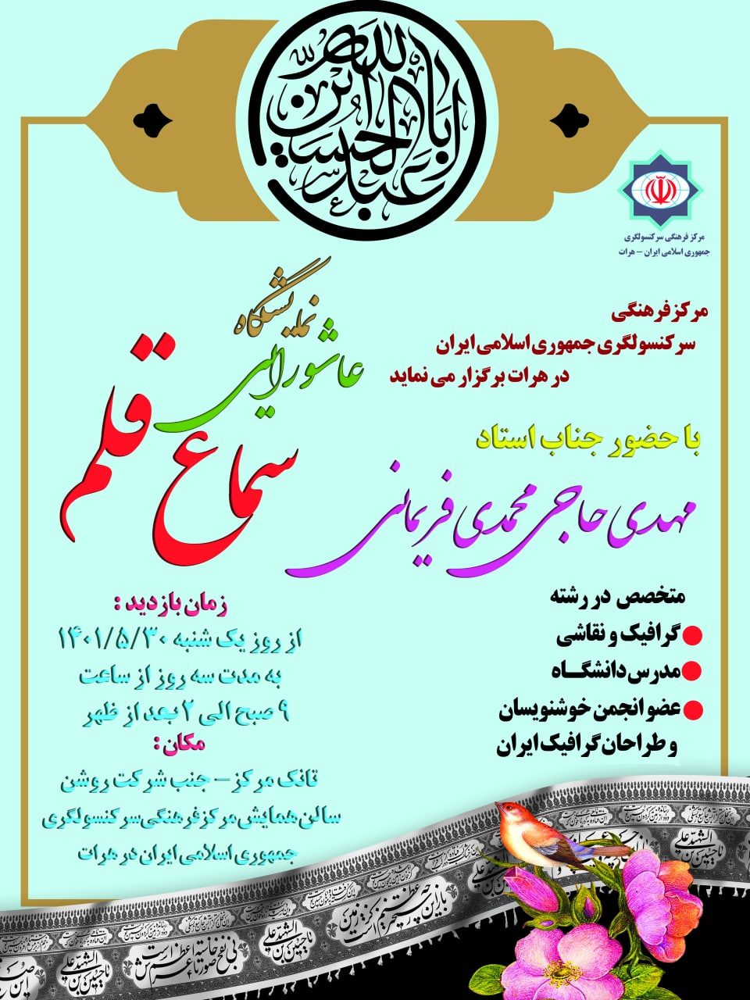 اباعبدالله الحسین
مرکز فرهنگی سرکنسولگری
جمهوری اسلامی ایران – هرات
مرکز فرهنگی
سرکنسولگری جمهوری اسلامی ایران
در هرات برگزار می نماید
نمایشگاه
عاشورایی
سماع قلم
با حضور جناب استاد
مهدی حاجی محمدی فریمانی
متخصص در رشته
گرافیک و نقاشی
مدرس دانشگاه
عضو انجمن خوشنویسان
و طراحان گرافیک ایران
زمان بازدید :
از روز یک شنبه ۱۴۰۱/۵/۳۰
به مدت سه روز از ساعت
۹ صبح الی ۲ بعد از ظهر
مکان :
تانک مرکز – جنب شرکت روشن
سالن همایش مرکز فرهنگی سرکنسولگری
جمهوری اسلامی ایران در هرات